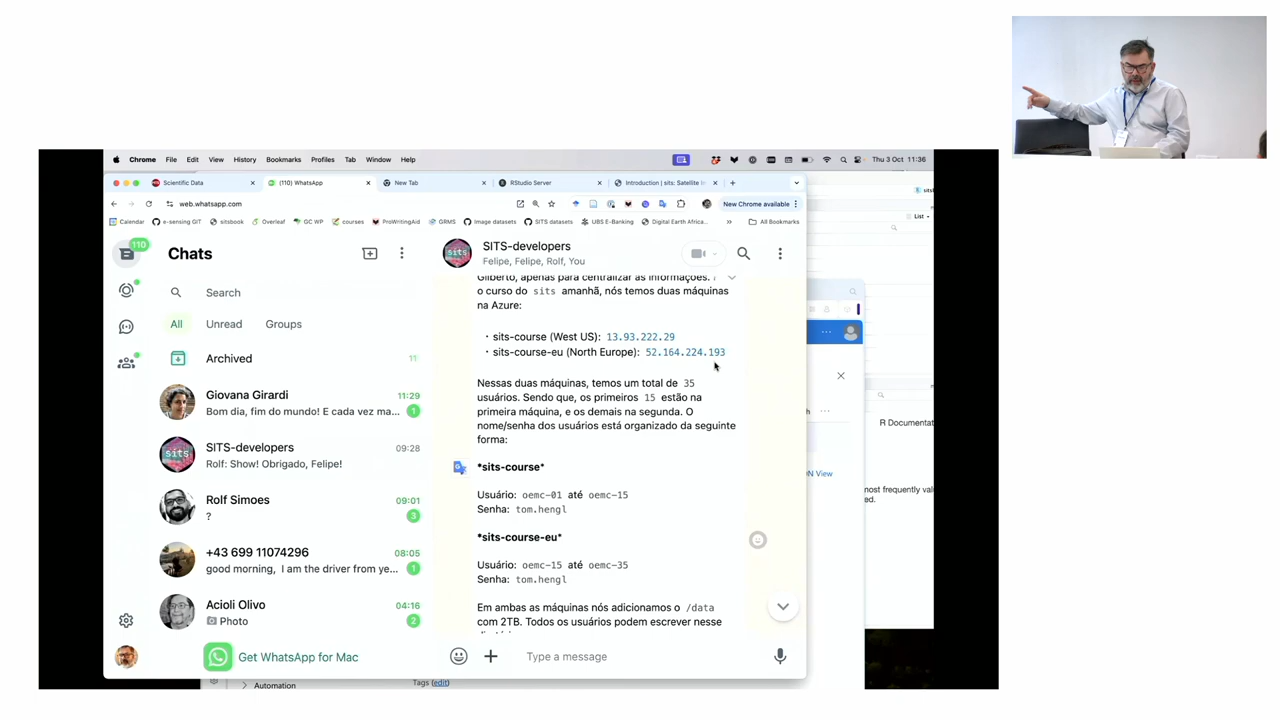 Chrome File Edit View History Bookmarks Profiles Tab Window Help
Thu 3 Oct 11:36
Scientific Data
(110) WhatsApp
New Tab
RStudio Server
Introduction | sits: Satellite I
web.whatsapp.com
New Chrome available
Calendar e-sensing GIT sitsbook Overleaf GC WP courses ProWritingAid GRMS Image datasets SITS datasets UBS E-Banking Digital Earth Africa... » All Bookmarks
110
Chats
Search
All Unread Groups
Archived 11
Giovana Girardi 11:29
Bom dia, fim do mundo! E cada vez ma... 1
SITS-developers 09:28
Rolf: Show! Obrigado, Felipe!
Rolf Simoes 09:01
? 3
+43 699 11074296 08:05
good morning, I am the driver from ye... 1
Acioli Olivo 04:16
Photo 2
Get WhatsApp for Mac
sits
SITS-developers
Felipe, Felipe, Rolf, You
Gilberto, apenas para centralizar as informações.
o curso do sits amanhã, nós temos duas máquinas
na Azure:
· sits-course (West US): 13.93.222.29
· sits-course-eu (North Europe): 52.164.224.193
Nessas duas máquinas, temos um total de 35
usuários. Sendo que, os primeiros 15 estão na
primeira máquina, e os demais na segunda. O
nome/senha dos usuários está organizado da seguinte
forma:
*sits-course*
Usuário: oemc-01 até oemc-15
Senha: tom.hengl
*sits-course-eu*
Usuário: oemc-15 até oemc-35
Senha: tom.hengl
Em ambas as máquinas nós adicionamos o /data
com 2TB. Todos os usuários podem escrever nesse
Type a message
List
R Documentat
N View
most frequently val
ed.
Automation
Tags (edit)